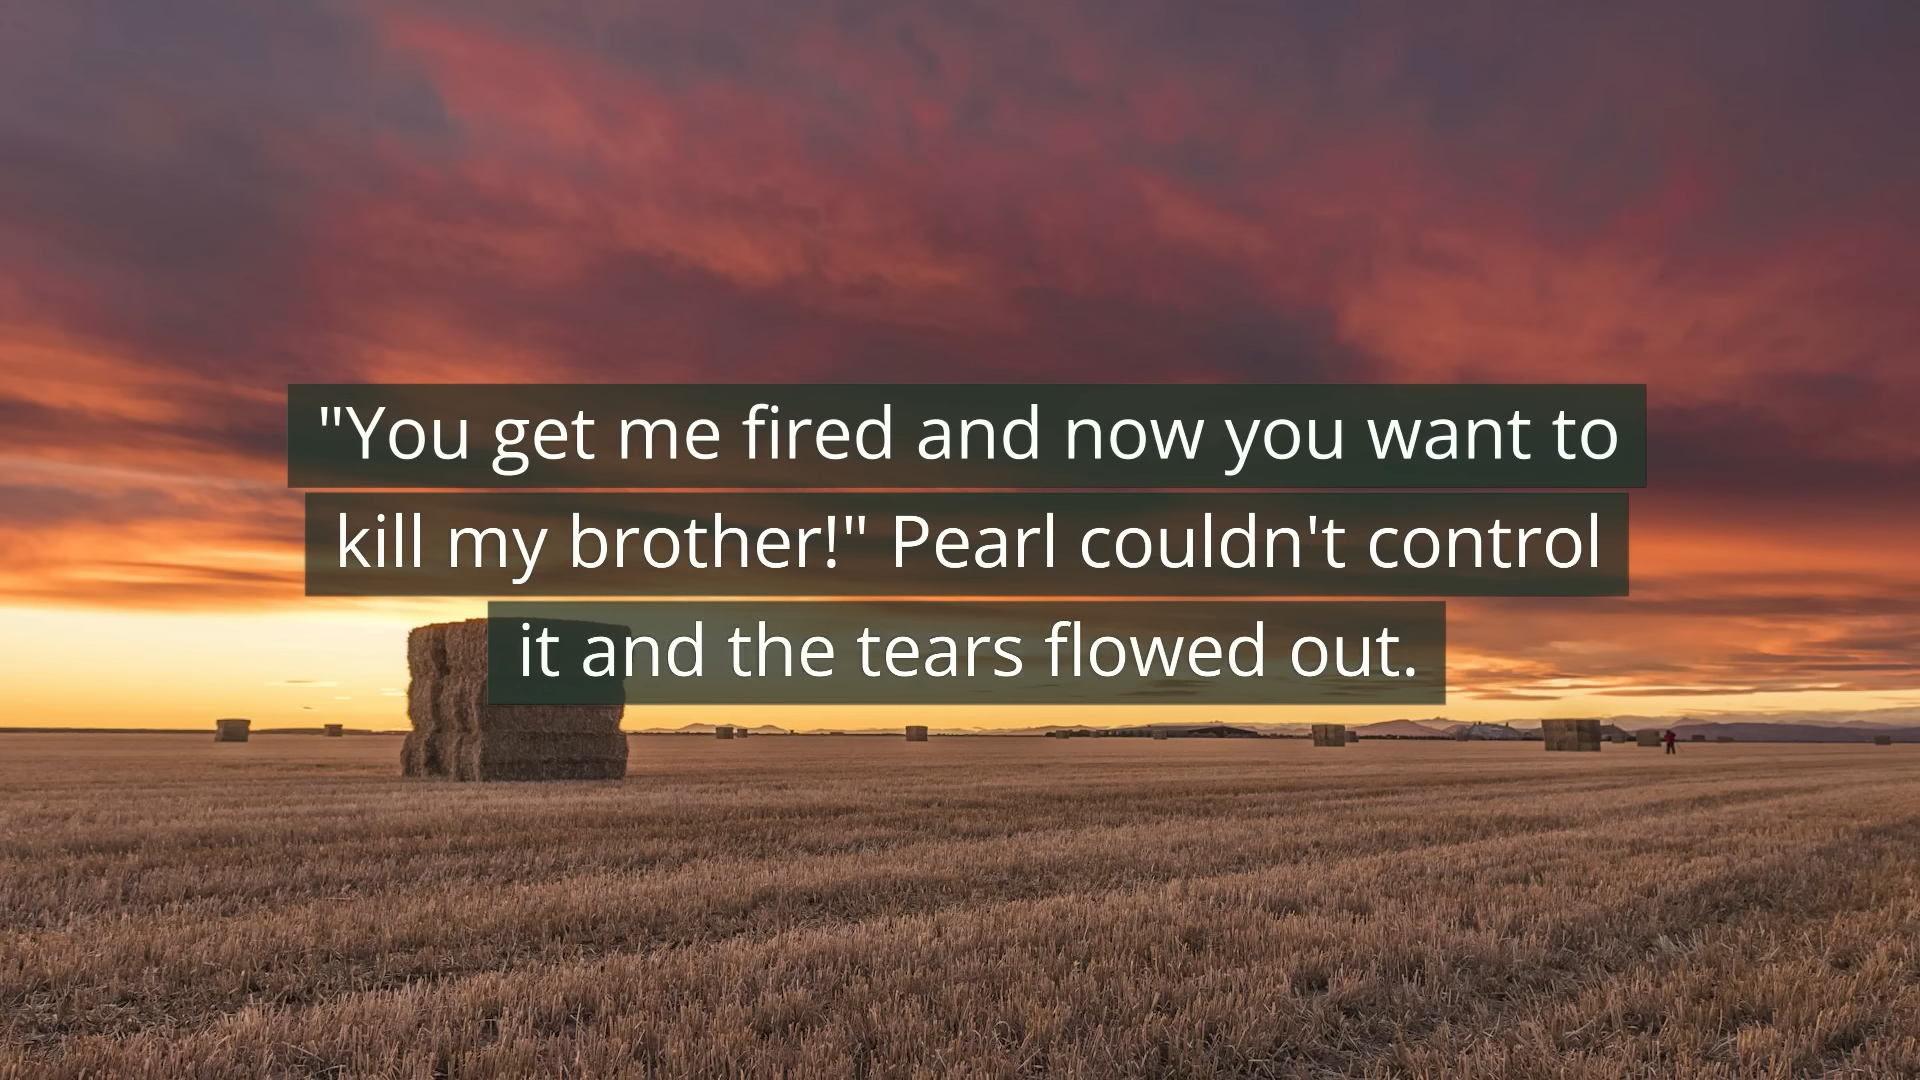 "You get me fired and now you want to
kill my brother!" Pearl couldn't control
it and the tears flowed out.